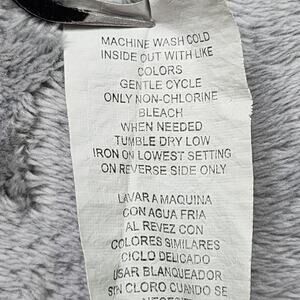 MACHINE WASH COLD
INSIDE OUT WITH LIKE
COLORS
GENTLE CYCLE
ONLY NON-CHLORINE
BLEACH
WHEN NEEDED
TUMBLE DRY LOW
IRON ON LOWEST SETTING
ON REVERSE SIDE ONLY
LAVAR A MAQUINA
CON AGUA FRIA
AL REVEZ CON
COLORES SIMILARES
CICLO DELICADO
USAR BLANQUEADOR
SIN CLORO CUANDO SE